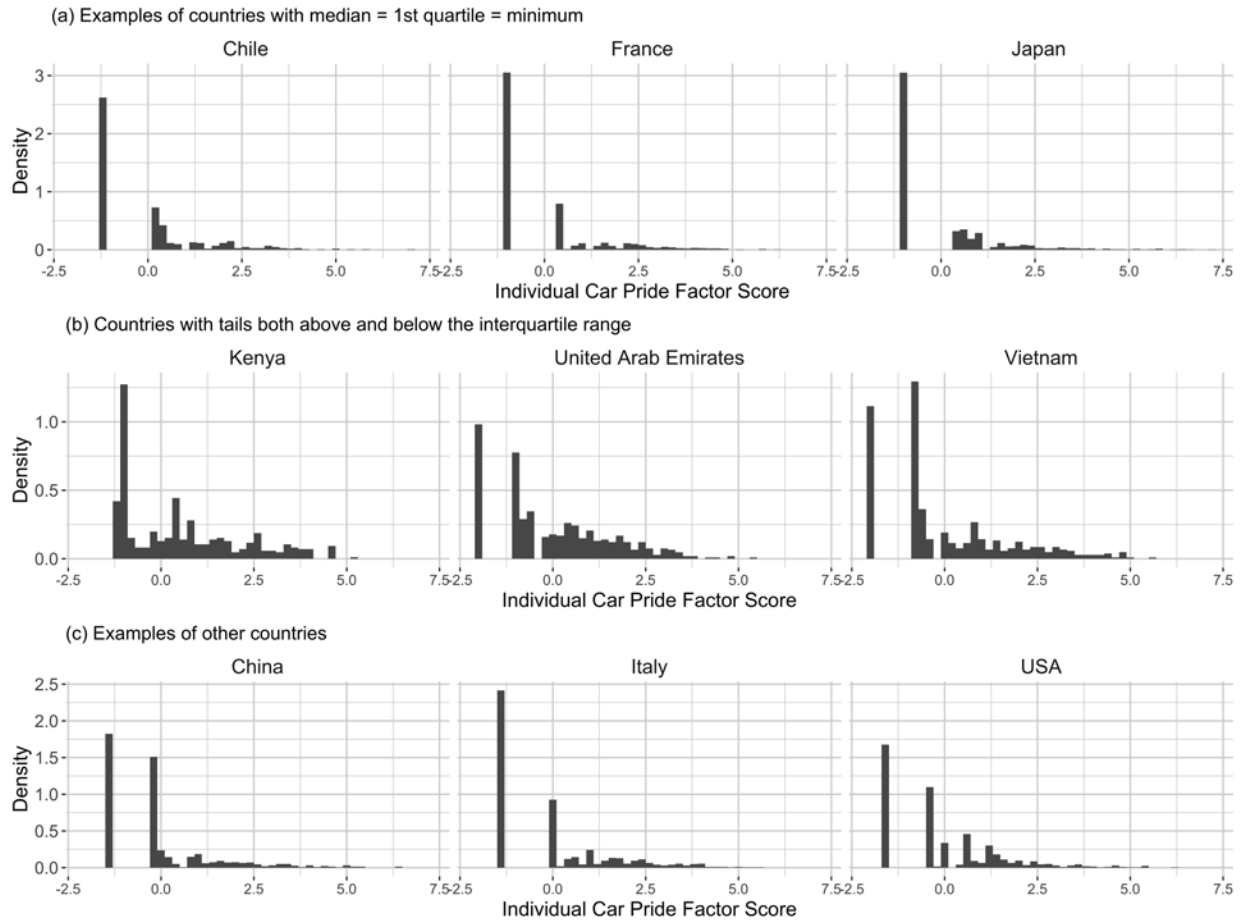 (a) Examples of countries with median = 1st quartile = minimum
Chile France Japan
3
2
1
0
Density
-2.5 0.0 2.5 5.0 7.5 -2.5 0.0 2.5 5.0 7.5 -2.5 0.0 2.5 5.0 7.5
Individual Car Pride Factor Score
(b) Countries with tails both above and below the interquartile range
Kenya United Arab Emirates Vietnam
1.0
0.5
0.0
Density
-2.5 0.0 2.5 5.0 7.5 -2.5 0.0 2.5 5.0 7.5 -2.5 0.0 2.5 5.0 7.5
Individual Car Pride Factor Score
(c) Examples of other countries
China Italy USA
2.5
2.0
1.5
1.0
0.5
0.0
Density
-2.5 0.0 2.5 5.0 7.5 -2.5 0.0 2.5 5.0 7.5 -2.5 0.0 2.5 5.0 7.5
Individual Car Pride Factor Score